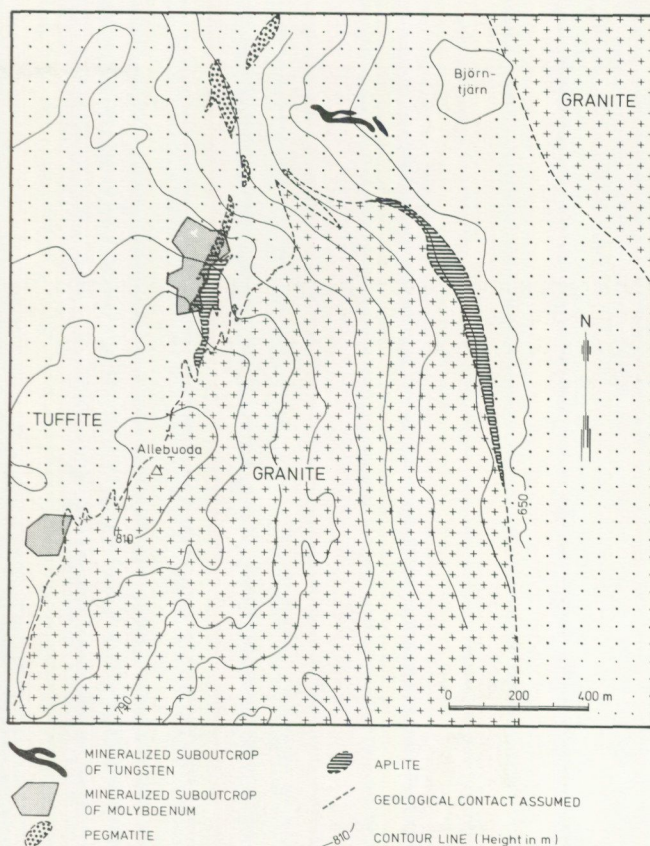 Björn-
tjärn
GRANITE
N
TUFFITE
Allebuoda
GRANITE
650
810
790
0 200 400 m
MINERALIZED SUBOUTCROP
OF TUNGSTEN
MINERALIZED SUBOUTCROP
OF MOLYBDENUM
PEGMATITE
APLITE
GEOLOGICAL CONTACT ASSUMED
810
CONTOUR LINE (Height in m)